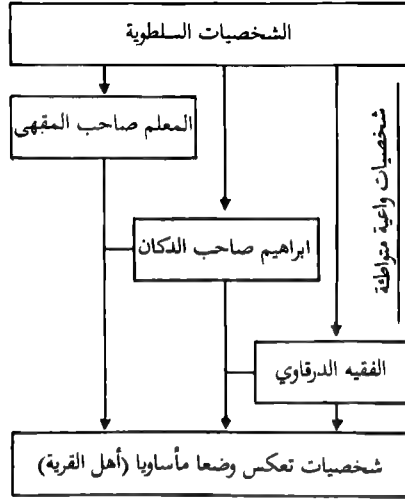 الشخصيات السلطوية
المعلم صاحب المقهى
شخصيات واعية متواطئة
ابراهيم صاحب الدكان
الفقيه الدرقاوي
شخصيات تعكس وضعا مأساويا (أهل القرية)